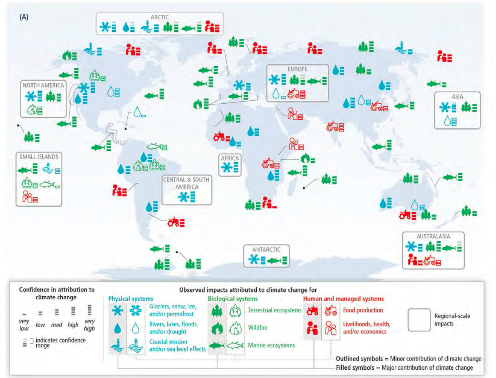 (A)
ARCTIC
NORTH AMERICA
EUROPE
ASIA
SMALL ISLANDS
AFRICA
CENTRAL & SOUTH
AMERICA
ANTARCTIC
AUSTRALASIA
Confidence in attribution to
climate change
very
low
low
med
high
very
high
indicates confidence
range
Observed impacts attributed to climate change for
Physical systems
Glaciers, snow, ice,
and/or permafrost
Rivers, lakes, floods,
and/or drought
Coastal erosion
and/or sea level effects
Biological systems
Terrestrial ecosystems
Wildfire
Marine ecosystems
Human and managed systems
Food production
Livelihoods, health,
and/or economics
Regional-scale
impacts
Outlined symbols = Minor contribution of climate change
Filled symbols = Major contribution of climate change